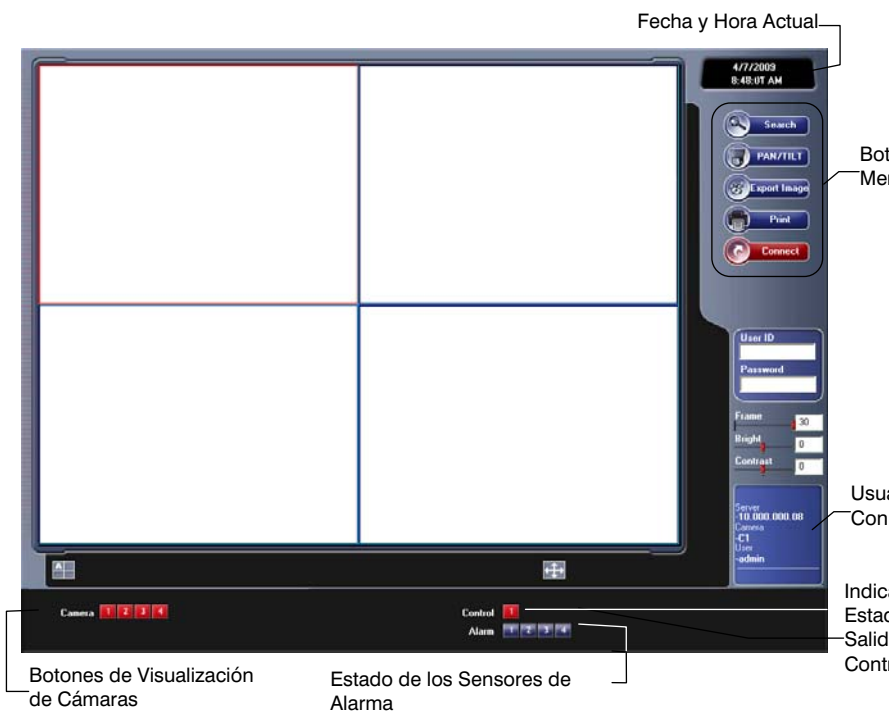 Fecha y Hora Actual
4/7/2009
8:48:07 AM
Search
PAN/TILT
Export Image
Print
Connect
User ID
Password
Frame
30
Bright
0
Contrast
0
Server
-10.000.000.08
Camera
-C1
User
-admin
A
Camera 1 2 3 4
Control 1
Alarm 1 2 3 4
Botones de Visualización
de Cámaras
Estado de los Sensores de
Alarma